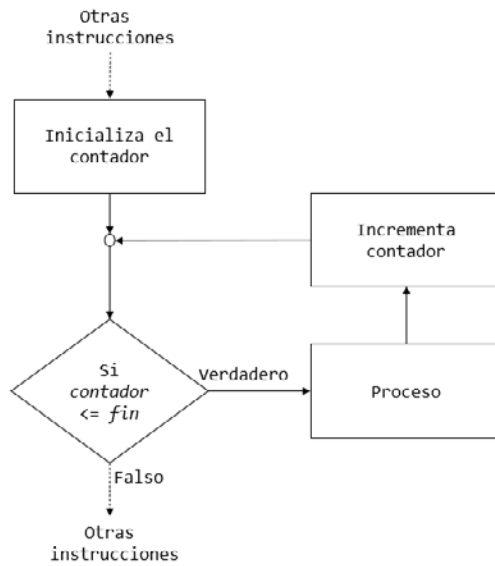 Otras
instrucciones
Inicializa el
contador
Incrementa
contador
Si
contador
<= fin
Verdadero
Proceso
Falso
Otras
instrucciones